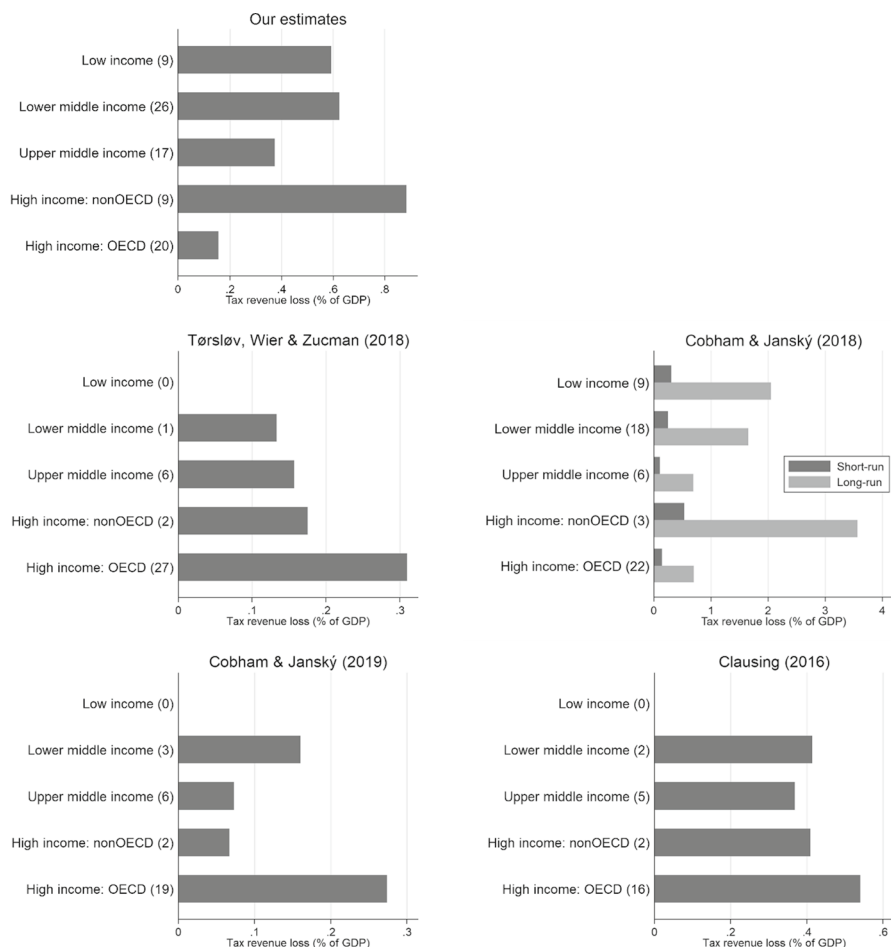 Our estimates
Low income (9)
Lower middle income (26)
Upper middle income (17)
High income: nonOECD (9)
High income: OECD (20)
0 .2 .4 .6 .8
Tax revenue loss (% of GDP)
Tørsløv, Wier & Zucman (2018)
Low income (0)
Lower middle income (1)
Upper middle income (6)
High income: nonOECD (2)
High income: OECD (27)
0 .1 .2 .3
Tax revenue loss (% of GDP)
Cobham & Janský (2018)
Low income (9)
Lower middle income (18)
Upper middle income (6)
High income: nonOECD (3)
High income: OECD (22)
Short-run
Long-run
0 1 2 3 4
Tax revenue loss (% of GDP)
Cobham & Janský (2019)
Low income (0)
Lower middle income (3)
Upper middle income (6)
High income: nonOECD (2)
High income: OECD (19)
0 .1 .2 .3
Tax revenue loss (% of GDP)
Clausing (2016)
Low income (0)
Lower middle income (2)
Upper middle income (5)
High income: nonOECD (2)
High income: OECD (16)
0 .2 .4 .6
Tax revenue loss (% of GDP)